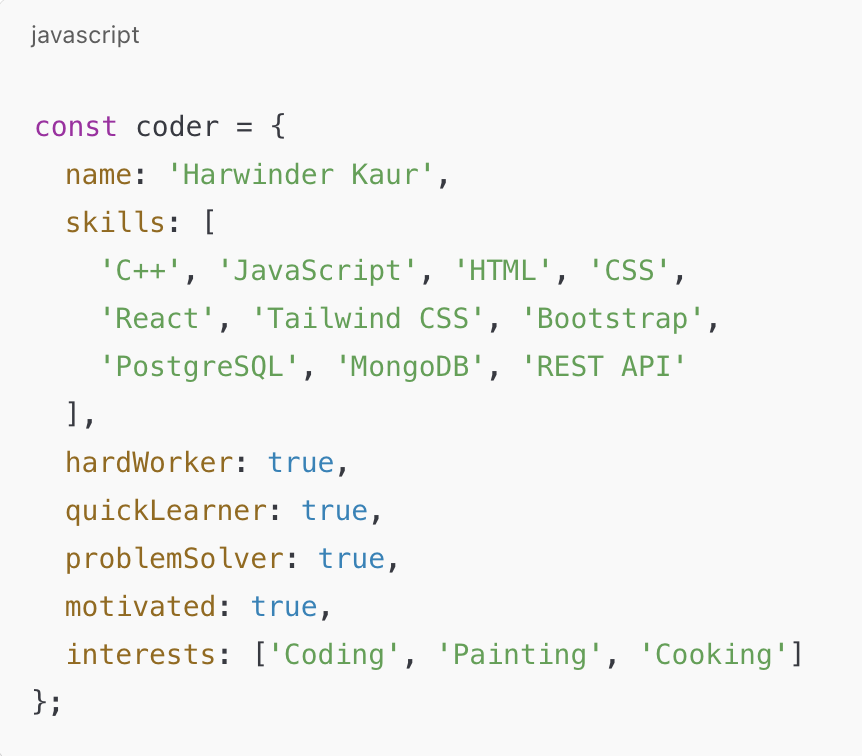 javascript
const coder = {
name: 'Harwinder Kaur',
skills: [
'C++', 'JavaScript', 'HTML', 'CSS',
'React', 'Tailwind CSS', 'Bootstrap',
'PostgreSQL', 'MongoDB', 'REST API'
],
hardWorker: true,
quickLearner: true,
problemSolver: true,
motivated: true,
interests: ['Coding', 'Painting', 'Cooking']
};